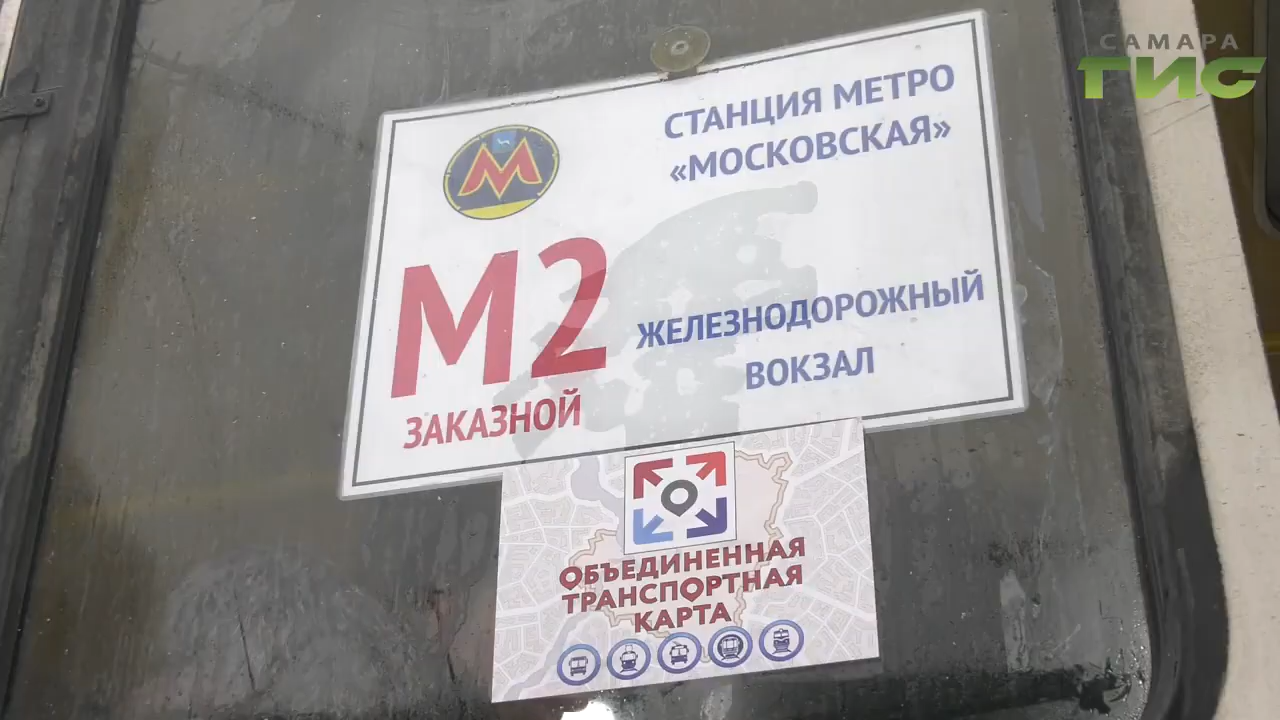 САМАРА
ГИС
СТАНЦИЯ МЕТРО
«МОСКОВСКАЯ»
М
М2
ЖЕЛЕЗНОДОРОЖНЫЙ
ВОКЗАЛ
ЗАКАЗНОЙ
ОБЪЕДИНЕННАЯ
ТРАНСПОРТНАЯ
КАРТА